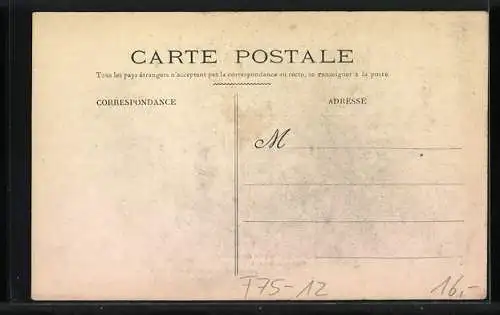 CARTE POSTALE
Tous les pays étrangers n'acceptant pas la correspondance au recto, se renseigner à la poste
CORRESPONDANCE
ADRESSE
M
T75-12
16,-